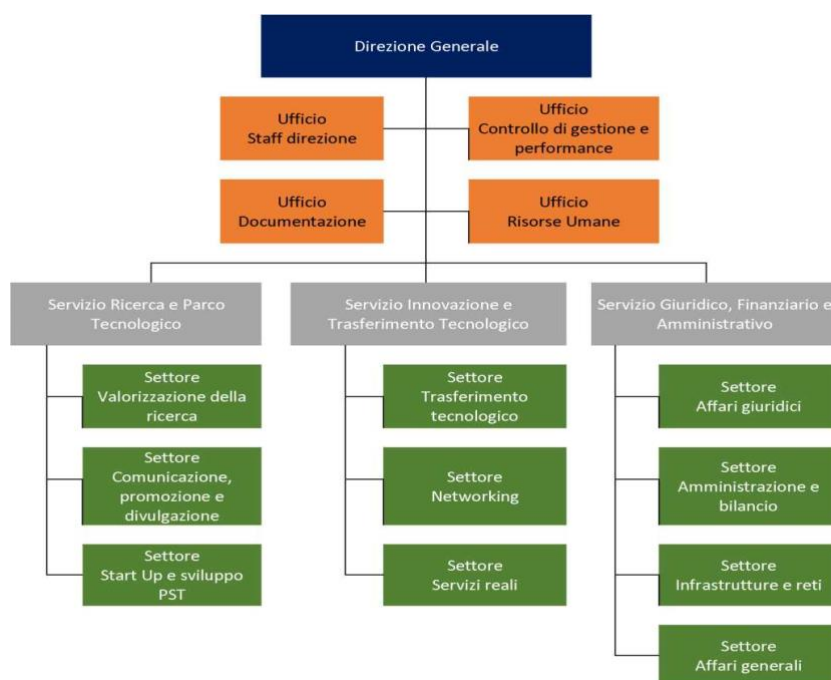 Direzione Generale
Ufficio
Staff direzione
Ufficio
Controllo di gestione e
performance
Ufficio
Documentazione
Ufficio
Risorse Umane
Servizio Ricerca e Parco
Tecnologico
Servizio Innovazione e
Trasferimento Tecnologico
Servizio Giuridico, Finanziario e
Amministrativo
Settore
Valorizzazione della
ricerca
Settore
Comunicazione,
promozione e
divulgazione
Settore
Start Up e sviluppo
PST
Settore
Trasferimento
tecnologico
Settore
Networking
Settore
Servizi reali
Settore
Affari giuridici
Settore
Amministrazione e
bilancio
Settore
Infrastrutture e reti
Settore
Affari generali